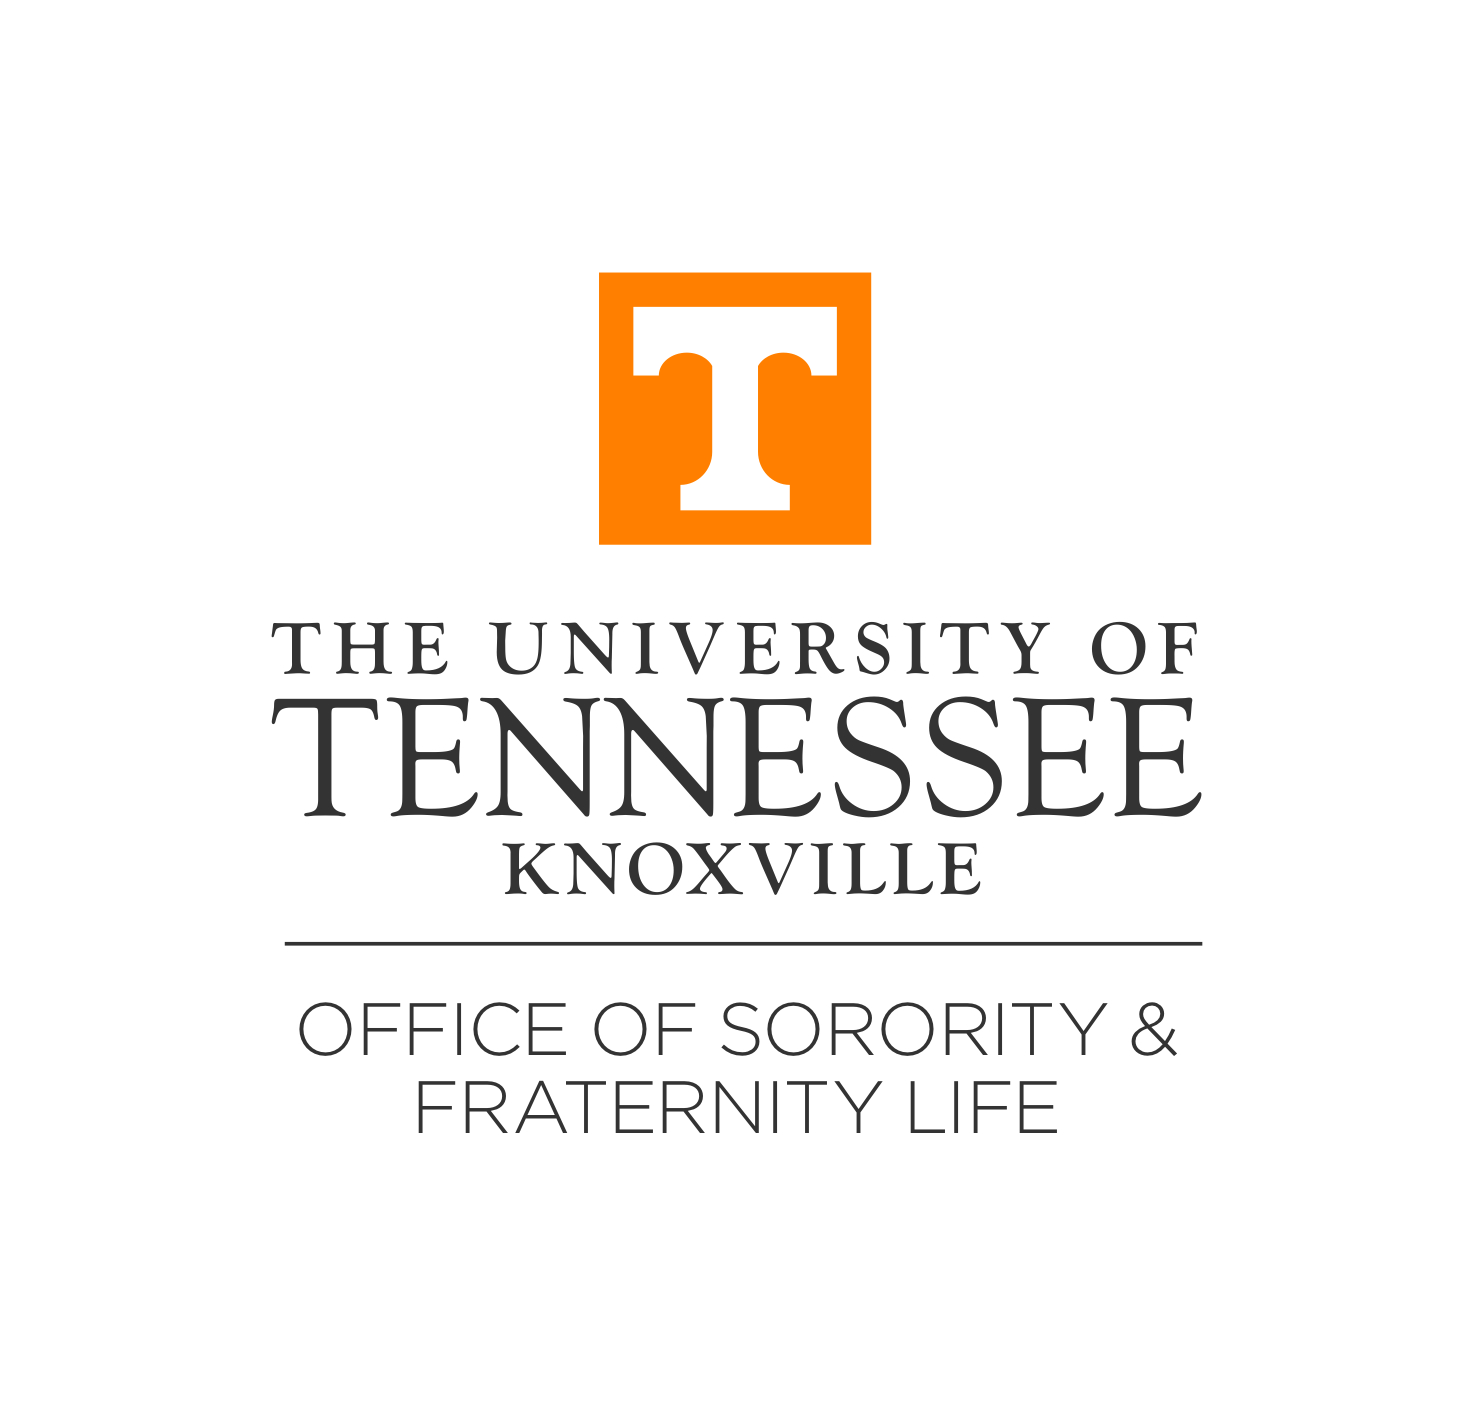 T
THE UNIVERSITY OF
TENNESSEE
KNOXVILLE
OFFICE OF SORORITY &
FRATERNITY LIFE